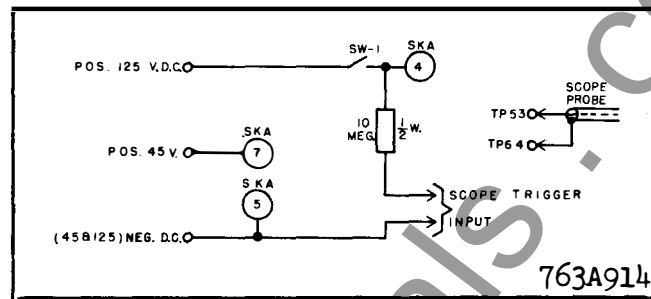 SW-1
SKA
4
POS. 125 V.D.C.
SCOPE
PROBE
TP53
10
MEG.
1/2 W.
TP64
SKA
7
POS. 45 V.
SKA
5
SCOPE TRIGGER
INPUT
(45&125) NEG. D.C.
763A914